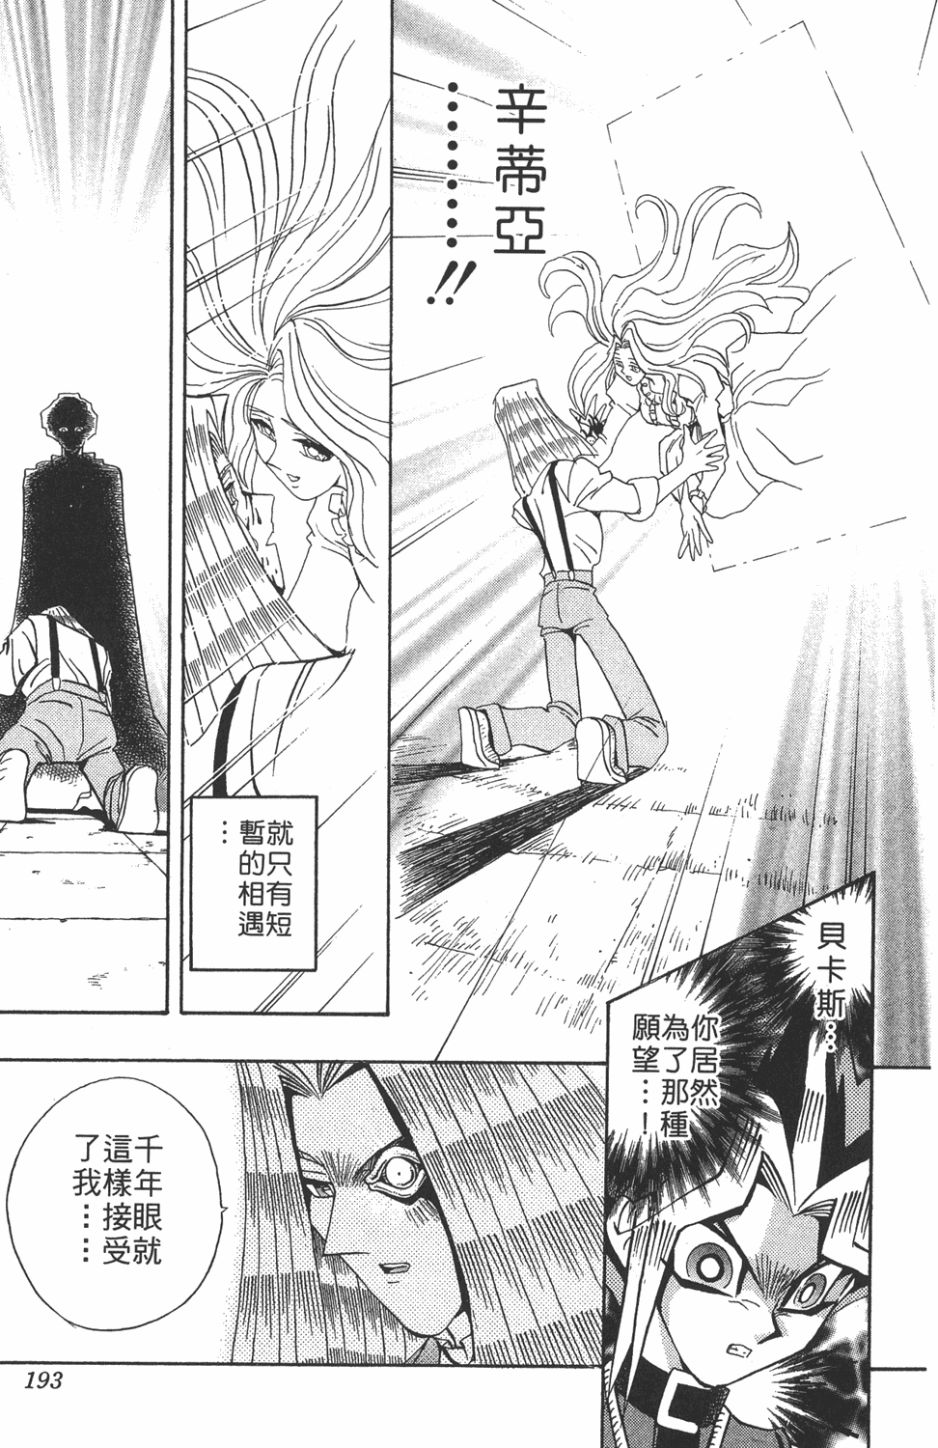 辛蒂亞
………!!
就只有短
暫的相遇
…
貝卡斯…
你居然
為了那種
願望…！
千年眼就
這樣接受
了我……
193